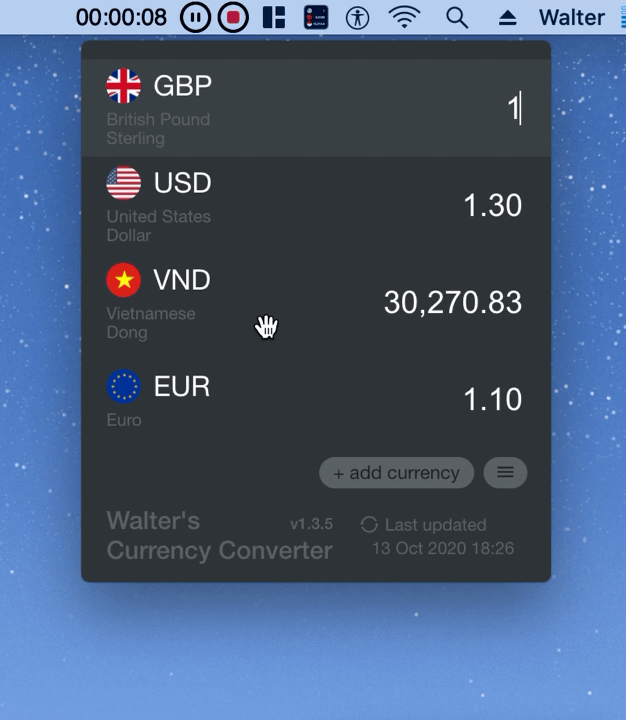 00:00:08
Walter
GBP
British Pound
Sterling
1
USD
United States
Dollar
1.30
VND
Vietnamese
Dong
30,270.83
EUR
Euro
1.10
+ add currency
Walter's
Currency Converter
v1.3.5
Last updated
13 Oct 2020 18:26